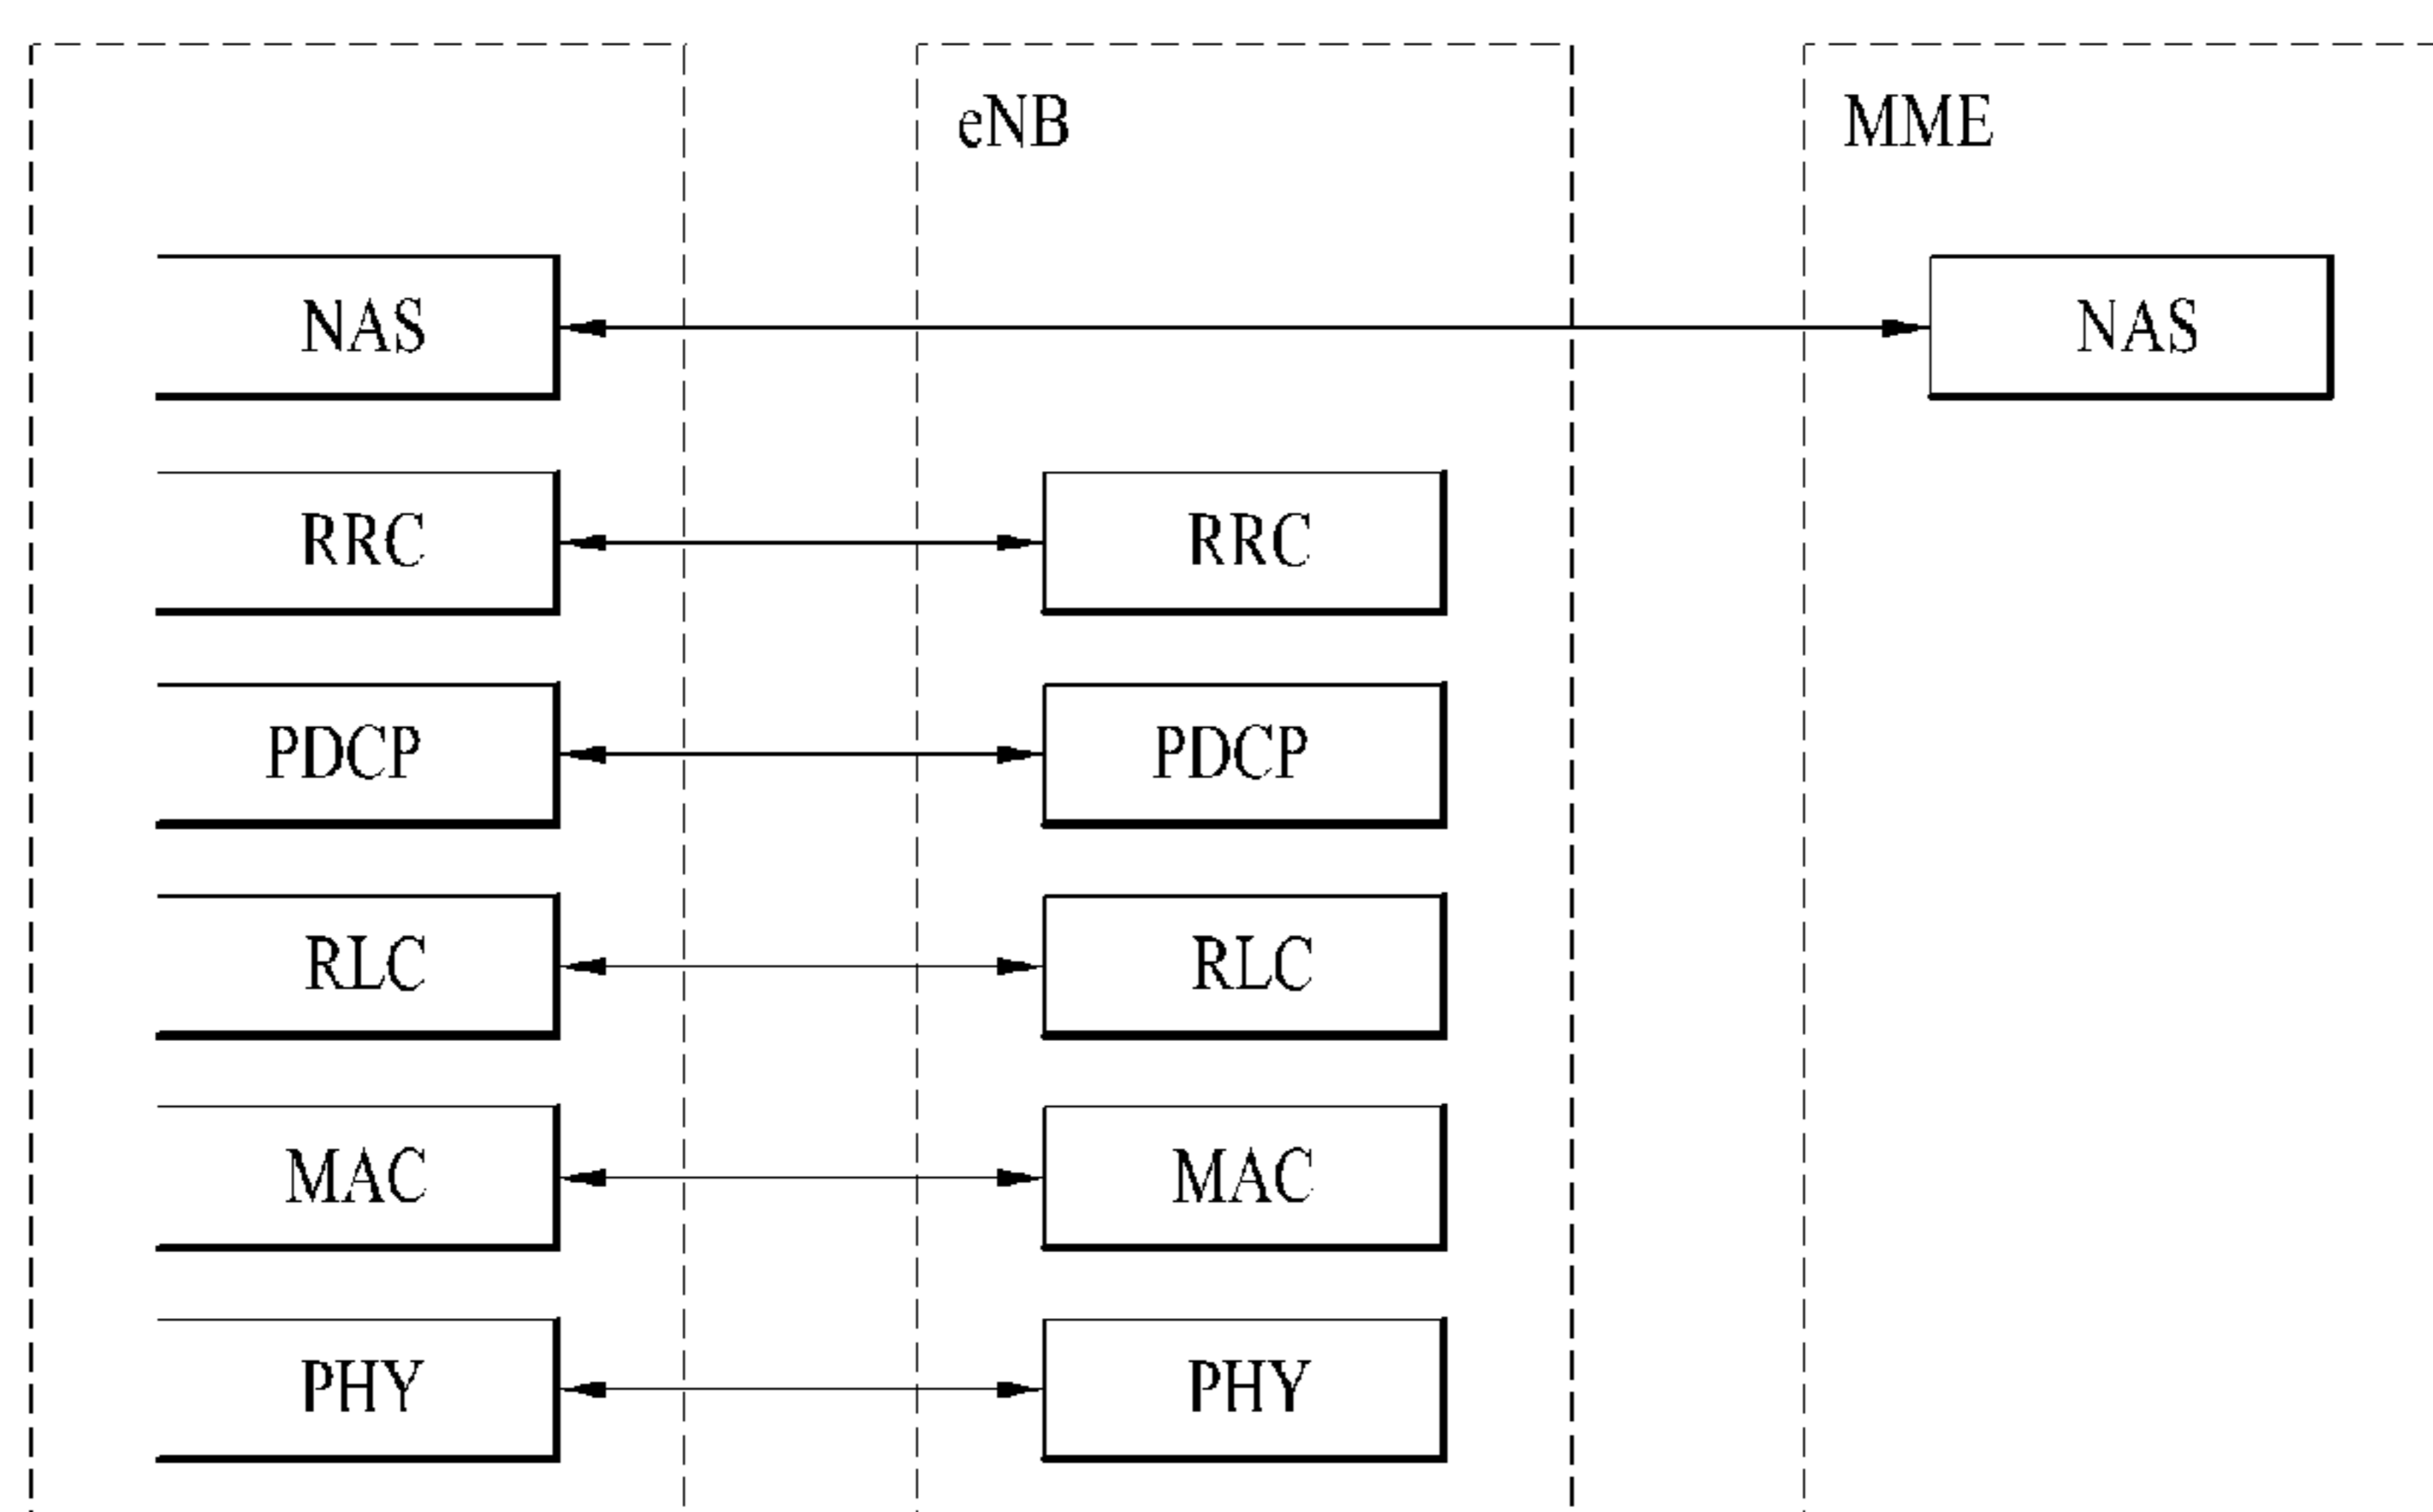 eNB MME
NAS NAS
RRC RRC
PDCP PDCP
RLC RLC
MAC MAC
PHY PHY